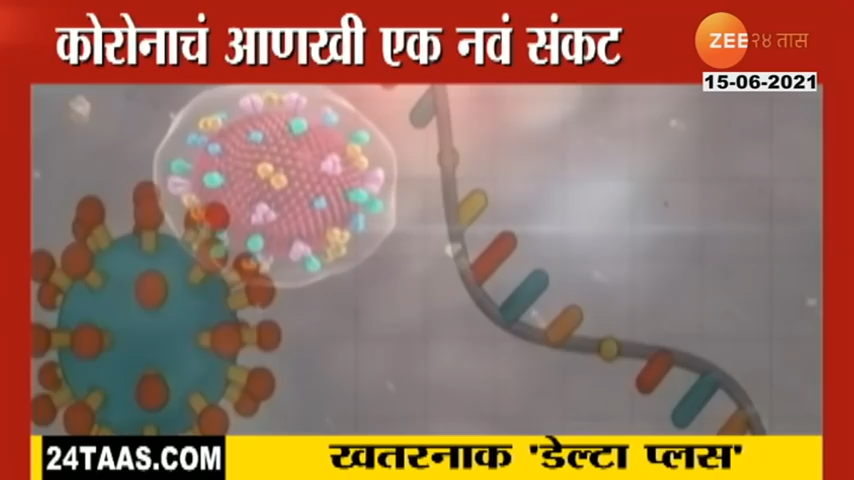 कोरोनाचं आणखी एक नवं संकट
ZEE २४ तास
15-06-2021
24TAAS.COM
खतरनाक 'डेल्टा प्लस'